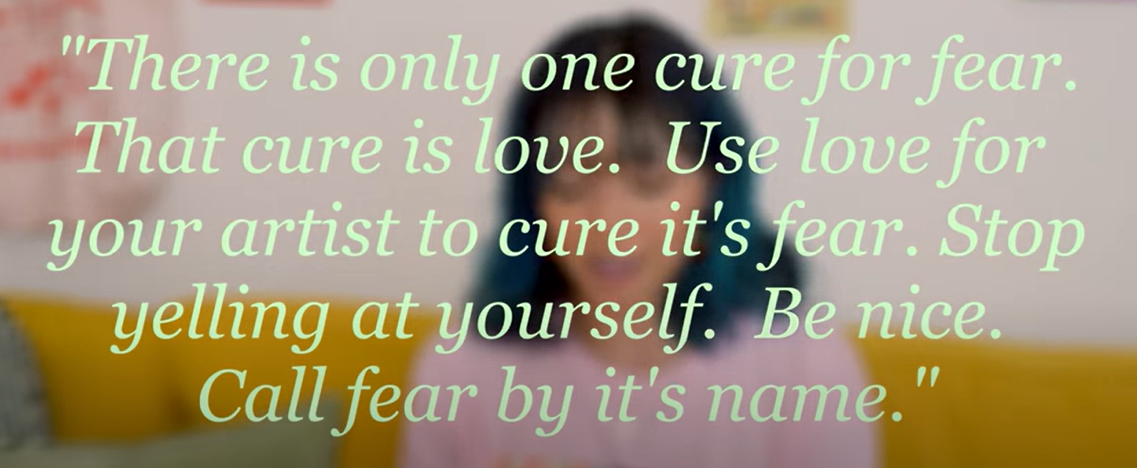 "There is only one cure for fear.
That cure is love.  Use love for
your artist to cure it's fear. Stop
yelling at yourself.  Be nice.
Call fear by it's name."